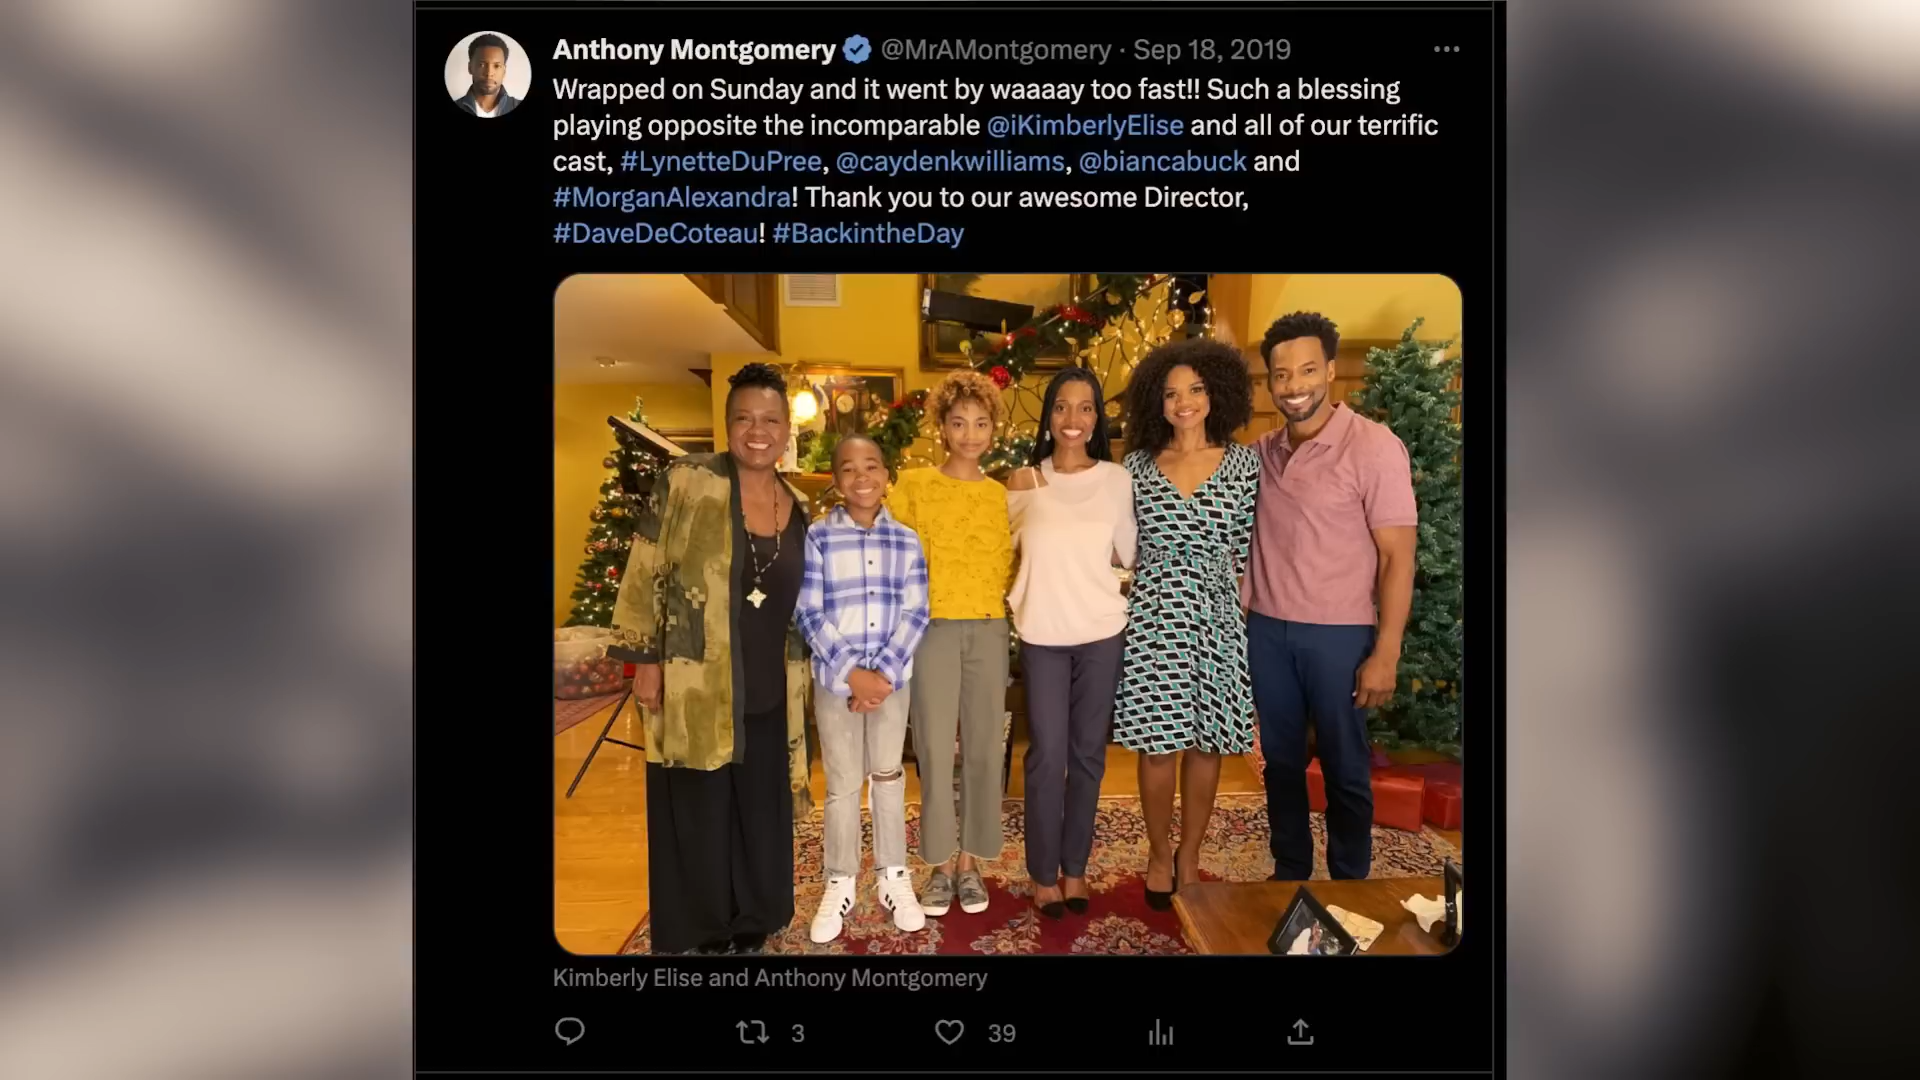 Anthony Montgomery @MrAMontgomery · Sep 18, 2019
Wrapped on Sunday and it went by waaaay too fast!! Such a blessing
playing opposite the incomparable @iKimberlyElise and all of our terrific
cast, #LynetteDuPree, @caydenkwilliams, @biancabuck and
#MorganAlexandra! Thank you to our awesome Director,
#DaveDeCoteau! #BackintheDay
Kimberly Elise and Anthony Montgomery
3
39